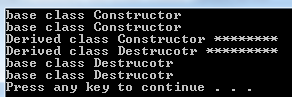 base class Constructor
base class Constructor
Derived class Constructor ********
Derived class Destrucotr *********
base class Destrucotr
base class Destrucotr
Press any key to continue . . .